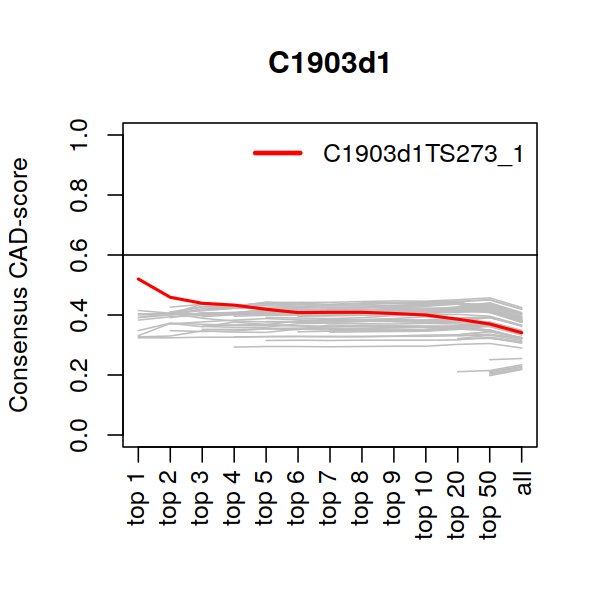 C1903d1
C1903d1TS273_1
Consensus CAD-score
1.0
0.8
0.6
0.4
0.2
0.0
top 1
top 2
top 3
top 4
top 5
top 6
top 7
top 8
top 9
top 10
top 20
top 50
all